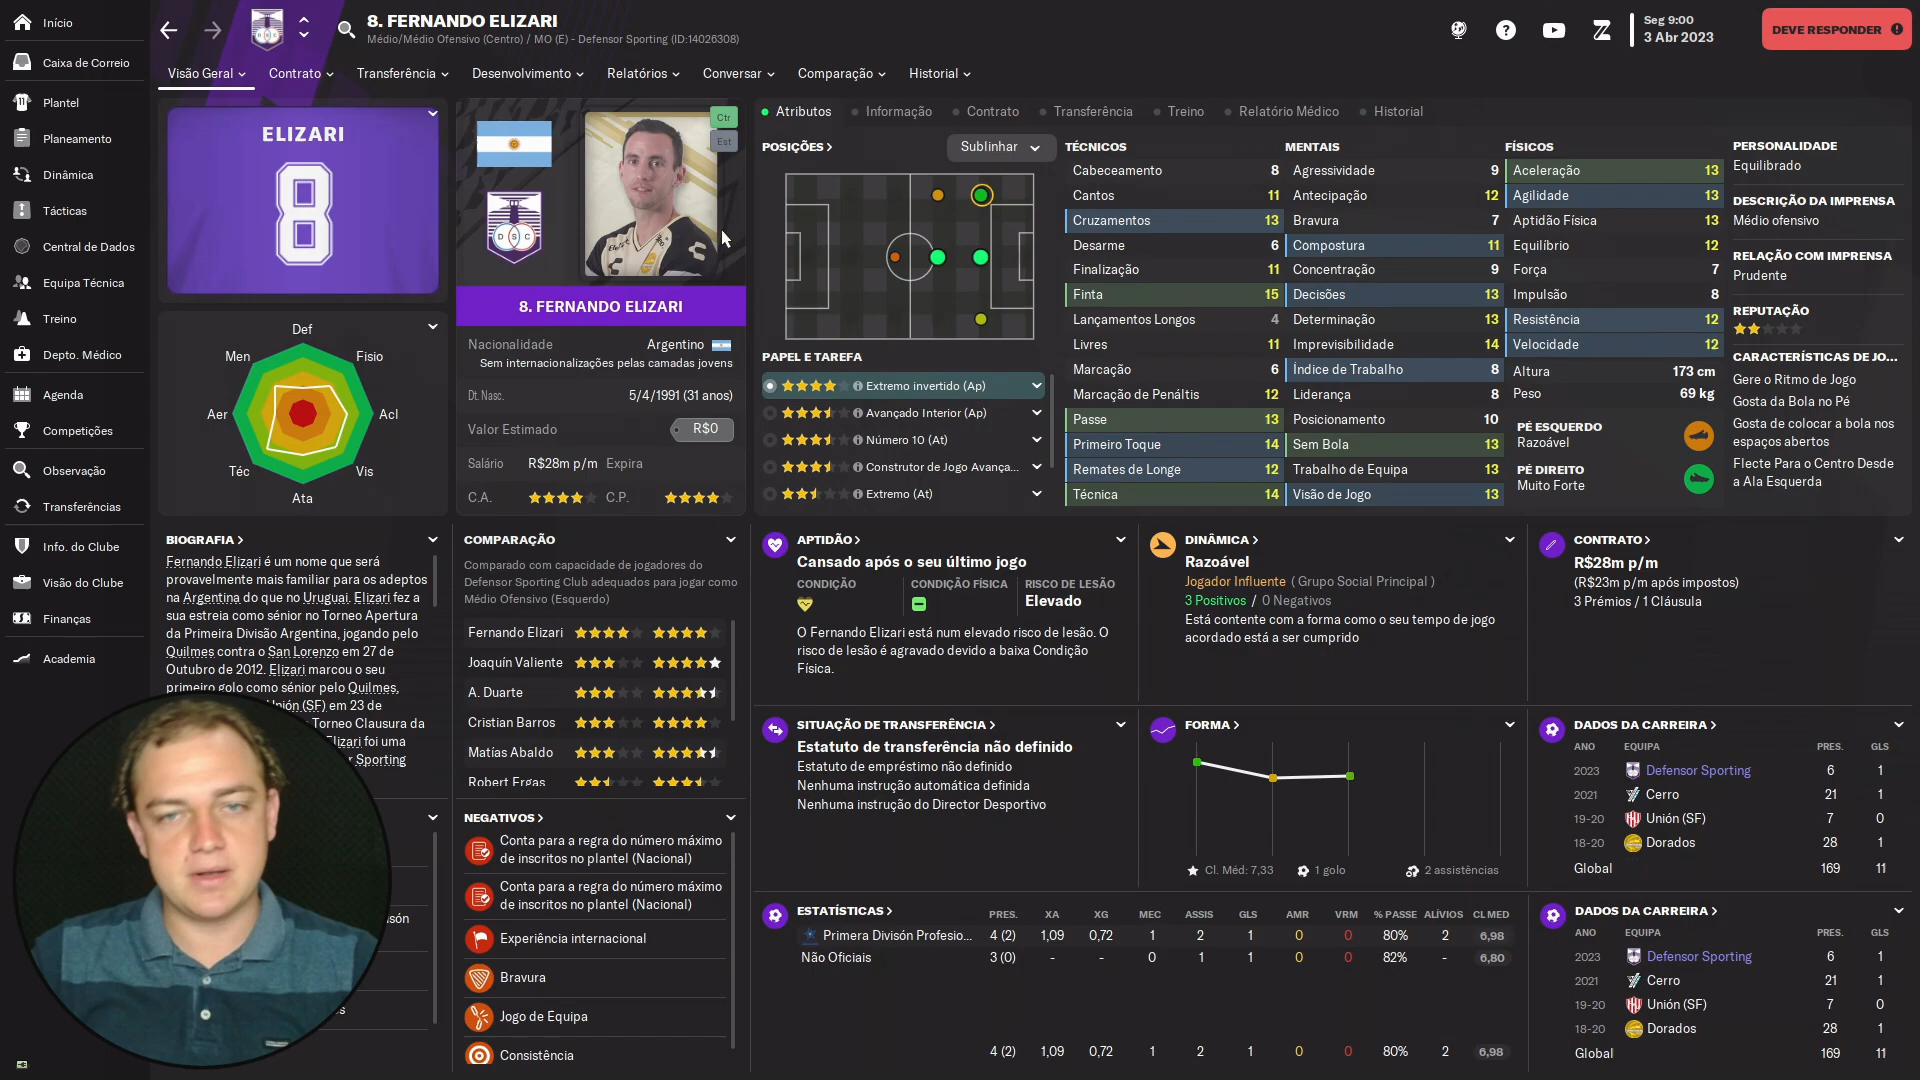 Início
Caixa de Correio
Plantel
Planeamento
Dinâmica
Tácticas
Central de Dados
Equipa Técnica
Treino
Depto. Médico
Agenda
Competições
Observação
Transferências
Info. do Clube
Visão do Clube
Finanças
Academia
8. FERNANDO ELIZARI
Médio/Médio Ofensivo (Centro) / MO (E) - Defensor Sporting (ID:14026308)
Seg 9:00
3 Abr 2023
DEVE RESPONDER
Visão Geral
Contrato
Transferência
Desenvolvimento
Relatórios
Conversar
Comparação
Historial
ELIZARI
8
Def
Fisio
Acl
Vis
Ata
Téc
Aer
Men
Ctr
Est
DSC
8. FERNANDO ELIZARI
Nacionalidade Argentino
Sem internacionalizações pelas camadas jovens
Dt. Nasc. 5/4/1991 (31 anos)
Valor Estimado R$0
Salário R$28m p/m Expira
C.A. C.P.
Atributos
Informação
Contrato
Transferência
Treino
Relatório Médico
Historial
POSIÇÕES
Sublinhar
PAPEL E TAREFA
Extremo invertido (Ap)
Avançado Interior (Ap)
Número 10 (At)
Construtor de Jogo Avança...
Extremo (At)
TÉCNICOS
Cabeceamento 8
Cantos 11
Cruzamentos 13
Desarme 6
Finalização 11
Finta 15
Lançamentos Longos 4
Livres 11
Marcação 6
Marcação de Penáltis 12
Passe 13
Primeiro Toque 14
Remates de Longe 12
Técnica 14
MENTAIS
Agressividade 9
Antecipação 12
Bravura 7
Compostura 11
Concentração 9
Decisões 13
Determinação 13
Imprevisibilidade 14
Índice de Trabalho 8
Liderança 8
Posicionamento 10
Sem Bola 13
Trabalho de Equipa 13
Visão de Jogo 13
FÍSICOS
Aceleração 13
Agilidade 13
Aptidão Física 13
Equilíbrio 12
Força 7
Impulsão 8
Resistência 12
Velocidade 12
Altura 173 cm
Peso 69 kg
PÉ ESQUERDO
Razoável
PÉ DIREITO
Muito Forte
PERSONALIDADE
Equilibrado
DESCRIÇÃO DA IMPRENSA
Médio ofensivo
RELAÇÃO COM IMPRENSA
Prudente
REPUTAÇÃO
CARACTERÍSTICAS DE JO...
Gere o Ritmo de Jogo
Gosta da Bola no Pé
Gosta de colocar a bola nos
espaços abertos
Flecte Para o Centro Desde
a Ala Esquerda
BIOGRAFIA
Fernando Elizari é um nome que será
provavelmente mais familiar para os adeptos
na Argentina do que no Uruguai. Elizari fez a
sua estreia como sénior no Torneo Apertura
da Primeira Divisão Argentina, jogando pelo
Quilmes contra o San Lorenzo em 27 de
Outubro de 2012. Elizari marcou o seu
primeiro golo como sénior pelo Quilmes,
(SF) em 23 de
Torneo Clausura da
Elizari foi uma
Sporting
COMPARAÇÃO
Comparado com capacidade de jogadores do
Defensor Sporting Club adequados para jogar como
Médio Ofensivo (Esquerdo)
Fernando Elizari
Joaquín Valiente
A. Duarte
Cristian Barros
Matías Abaldo
Robert Ergas
NEGATIVOS
Conta para a regra do número máximo
de inscritos no plantel (Nacional)
Conta para a regra do número máximo
de inscritos no plantel (Nacional)
Experiência internacional
Bravura
Jogo de Equipa
Consistência
APTIDÃO
Cansado após o seu último jogo
CONDIÇÃO CONDIÇÃO FÍSICA RISCO DE LESÃO
Elevado
O Fernando Elizari está num elevado risco de lesão. O
risco de lesão é agravado devido a baixa Condição
Física.
DINÂMICA
Razoável
Jogador Influente ( Grupo Social Principal )
3 Positivos / 0 Negativos
Está contente com a forma como o seu tempo de jogo
acordado está a ser cumprido
CONTRATO
R$28m p/m
(R$23m p/m após impostos)
3 Prémios / 1 Cláusula
SITUAÇÃO DE TRANSFERÊNCIA
Estatuto de transferência não definido
Estatuto de empréstimo não definido
Nenhuma instrução automática definida
Nenhuma instrução do Director Desportivo
FORMA
Cl. Méd: 7,33 1 golo 2 assistências
DADOS DA CARREIRA
ANO EQUIPA PRES. GLS
2023 Defensor Sporting 6 1
2021 Cerro 21 1
19-20 Unión (SF) 7 0
18-20 Dorados 28 1
Global 169 11
ESTATÍSTICAS PRES. XA XG MEC ASSIS GLS AMR VRM % PASSE ALÍVIOS CL MED
Primera Divisón Profesio... 4 (2) 1,09 0,72 1 2 1 0 0 80% 2 6,98
Não Oficiais 3 (0) - - 0 1 1 0 0 82% - 6,80
4 (2) 1,09 0,72 1 2 1 0 0 80% 2 6,98
DADOS DA CARREIRA
ANO EQUIPA PRES. GLS
2023 Defensor Sporting 6 1
2021 Cerro 21 1
19-20 Unión (SF) 7 0
18-20 Dorados 28 1
Global 169 11